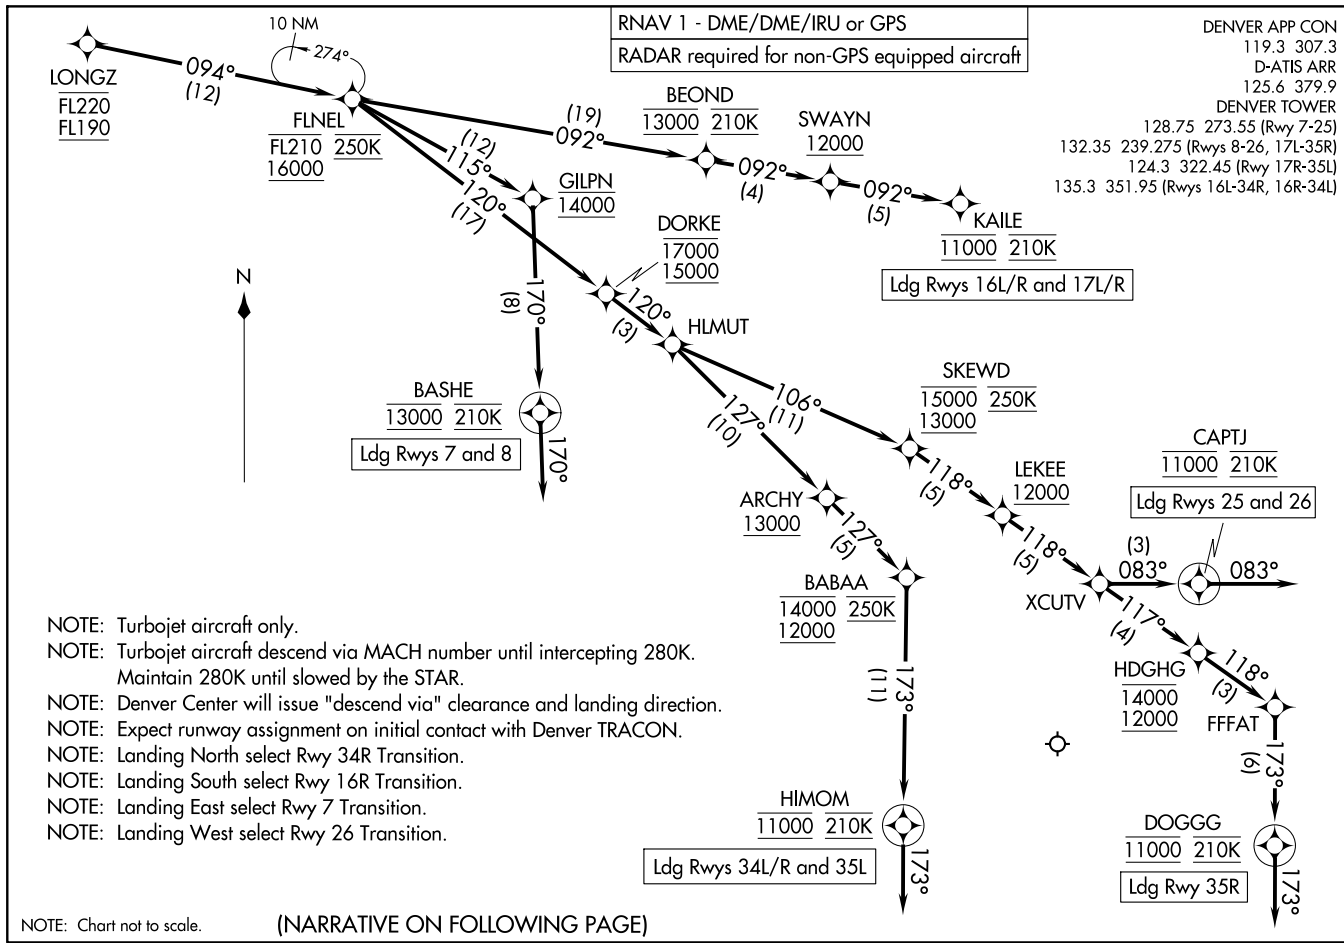 RNAV 1 - DME/DME/IRU or GPS
RADAR required for non-GPS equipped aircraft
DENVER APP CON
119.3 307.3
D-ATIS ARR
125.6 379.9
DENVER TOWER
128.75 273.55 (Rwy 7-25)
132.35 239.275 (Rwys 8-26, 17L-35R)
124.3 322.45 (Rwy 17R-35L)
135.3 351.95 (Rwys 16L-34R, 16R-34L)
10 NM
274°
LONGZ
FL220
FL190
094°
(12)
FLNEL
FL210 250K
16000
(19)
092°
BEOND
13000 210K
092°
(4)
SWAYN
12000
092°
(5)
KAILE
11000 210K
Ldg Rwys 16L/R and 17L/R
(12)
115°
GILPN
14000
170°
(8)
BASHE
13000 210K
Ldg Rwys 7 and 8
170°
120°
(17)
DORKE
17000
15000
120°
(3)
HLMUT
N
106°
(11)
SKEWD
15000 250K
13000
118°
(5)
LEKEE
12000
118°
(5)
XCUTV
(3)
083°
CAPTJ
11000 210K
Ldg Rwys 25 and 26
083°
117°
(4)
HDGHG
14000
12000
118°
(3)
FFFAT
173°
(6)
DOGGG
11000 210K
Ldg Rwy 35R
173°
127°
(10)
ARCHY
13000
127°
(5)
BABAA
14000 250K
12000
173°
(11)
HIMOM
11000 210K
Ldg Rwys 34L/R and 35L
173°
NOTE: Turbojet aircraft only.
NOTE: Turbojet aircraft descend via MACH number until intercepting 280K.
Maintain 280K until slowed by the STAR.
NOTE: Denver Center will issue "descend via" clearance and landing direction.
NOTE: Expect runway assignment on initial contact with Denver TRACON.
NOTE: Landing North select Rwy 34R Transition.
NOTE: Landing South select Rwy 16R Transition.
NOTE: Landing East select Rwy 7 Transition.
NOTE: Landing West select Rwy 26 Transition.
NOTE: Chart not to scale.
(NARRATIVE ON FOLLOWING PAGE)